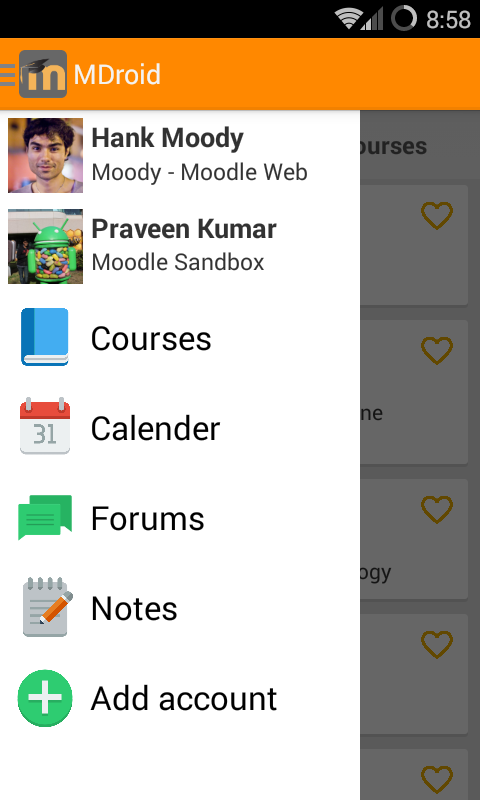 8:58
m
MDroid
Hank Moody
Moody - Moodle Web
ourses
Praveen Kumar
Moodle Sandbox
Courses
31
Calender
ne
Forums
ogy
Notes
Add account